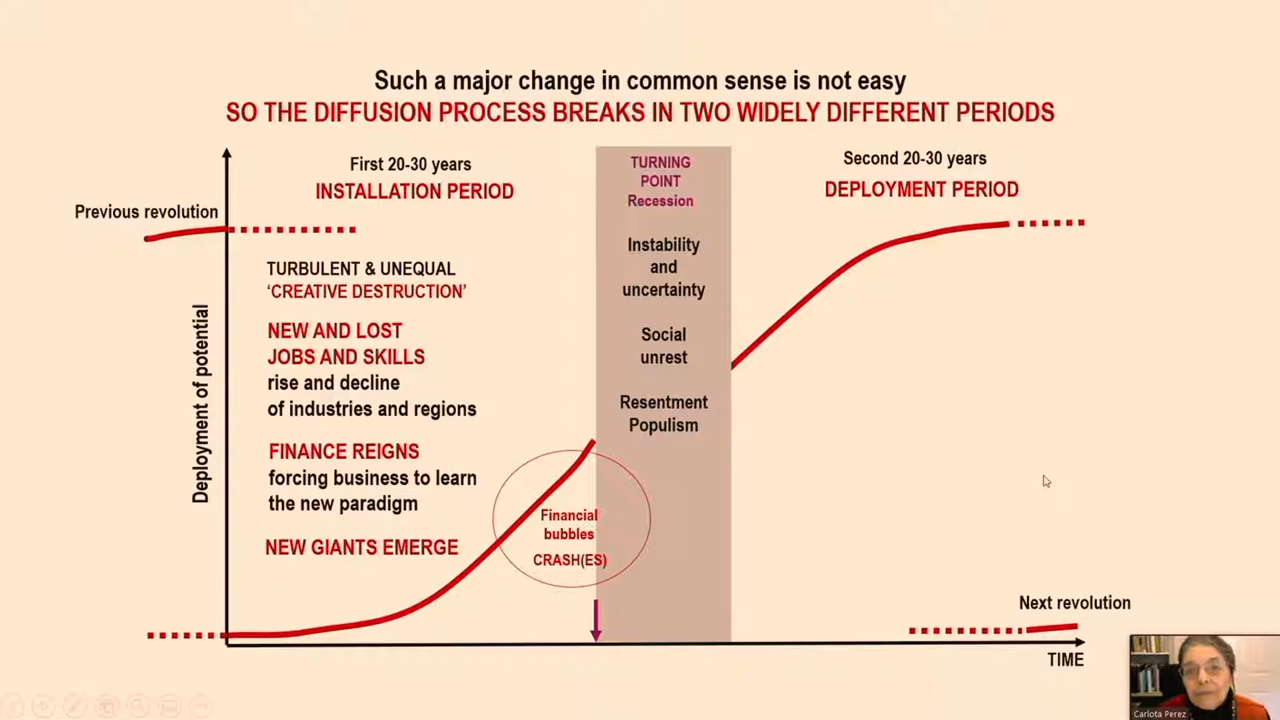 Such a major change in common sense is not easy
SO THE DIFFUSION PROCESS BREAKS IN TWO WIDELY DIFFERENT PERIODS
First 20-30 years
INSTALLATION PERIOD
TURNING
POINT
Recession
Second 20-30 years
DEPLOYMENT PERIOD
Previous revolution
Deployment of potential
TURBULENT & UNEQUAL
‘CREATIVE DESTRUCTION’
NEW AND LOST
JOBS AND SKILLS
rise and decline
of industries and regions
FINANCE REIGNS
forcing business to learn
the new paradigm
NEW GIANTS EMERGE
Financial
bubbles
CRASH(ES)
Instability
and
uncertainty
Social
unrest
Resentment
Populism
Next revolution
TIME
Carlota Perez